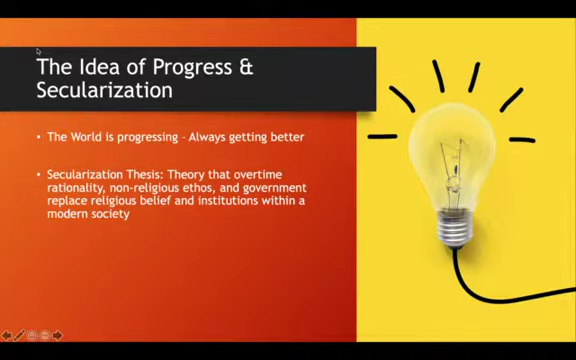 The Idea of Progress &
Secularization
• The World is progressing – Always getting better
• Secularization Thesis: Theory that overtime
rationality, non-religious ethos, and government
replace religious belief and institutions within a
modern society